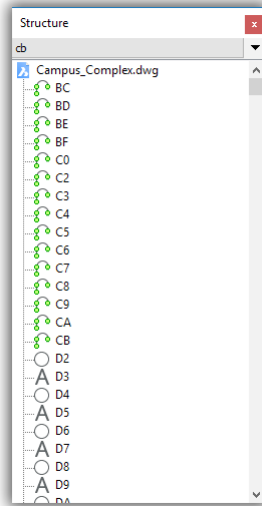 Structure
cb
Campus_Complex.dwg
BC
BD
BE
BF
C0
C2
C3
C4
C5
C6
C7
C8
C9
CA
CB
D2
A D3
D4
A D5
D6
A D7
D8
A D9
DA